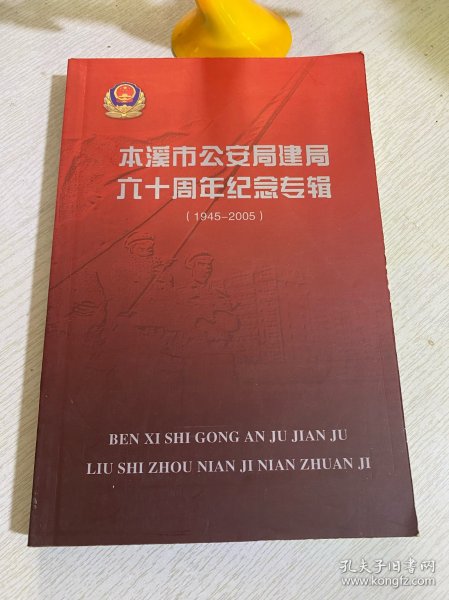 本溪市公安局建局
六十周年纪念专辑
(1945-2005)
BEN XI SHI GONG AN JU JIAN JU
LIU SHI ZHOU NIAN JI NIAN ZHUAN JI
孔夫子旧书网
www.kongfz.com